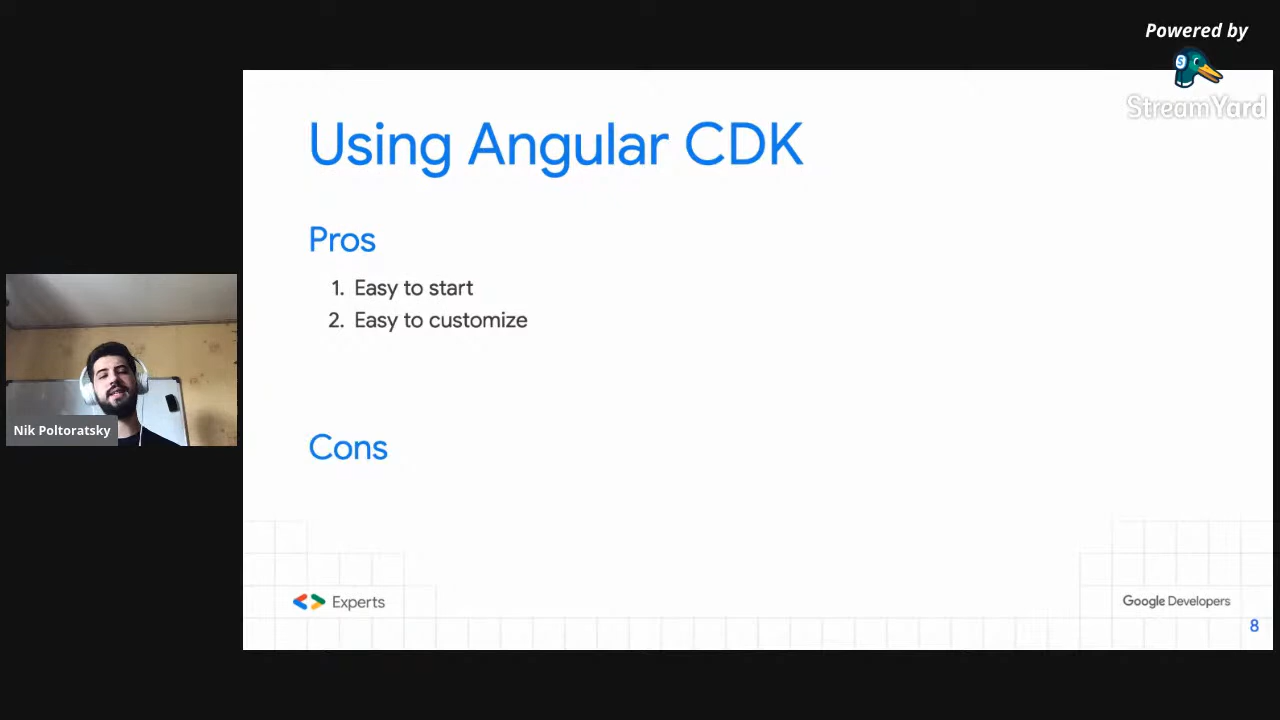 Powered by
StreamYard
Using Angular CDK
Pros
1. Easy to start
2. Easy to customize
Nik Poltoratsky
Cons
Experts
Google Developers
8